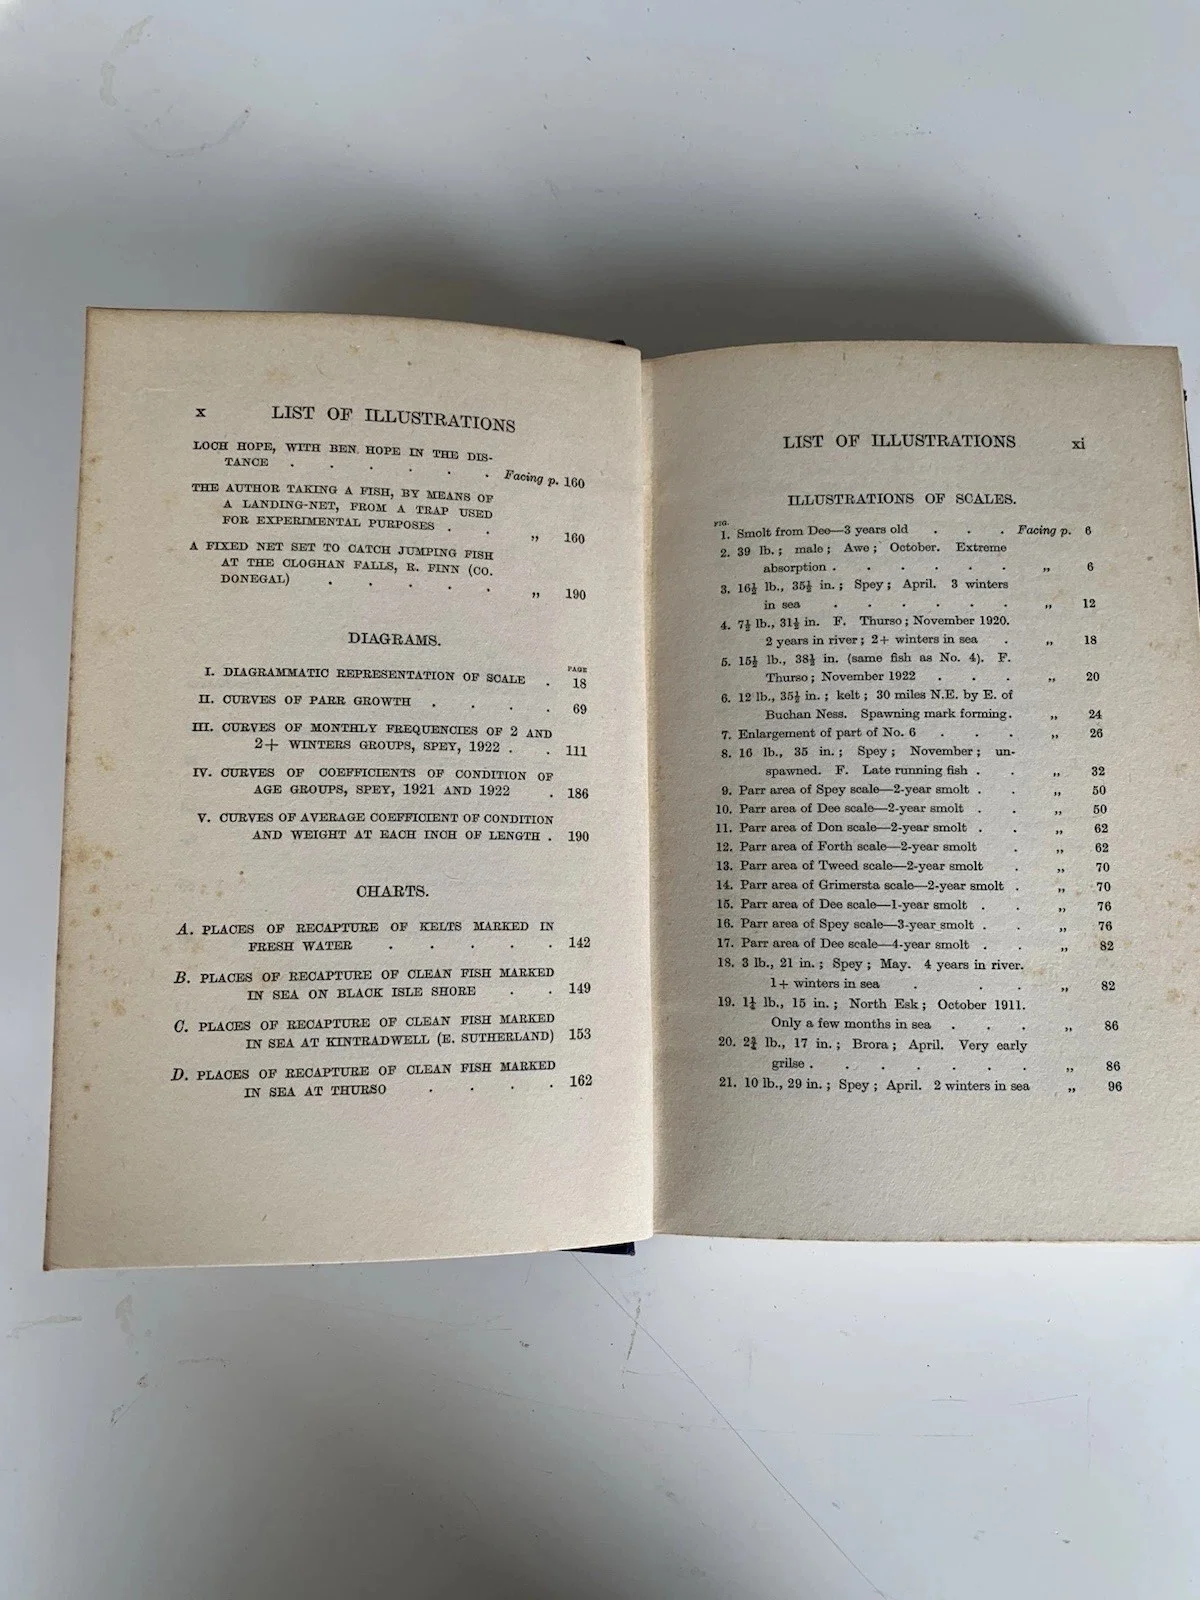 x LIST OF ILLUSTRATIONS
LOCH HOPE, WITH BEN HOPE IN THE DIS-
TANCE . . . . . . Facing p. 160
THE AUTHOR TAKING A FISH, BY MEANS OF
A LANDING-NET, FROM A TRAP USED
FOR EXPERIMENTAL PURPOSES . . „ 160
A FIXED NET SET TO CATCH JUMPING FISH
AT THE CLOGHAN FALLS, R. FINN (CO.
DONEGAL) . . . . . „ 190
DIAGRAMS.
PAGE
I. DIAGRAMMATIC REPRESENTATION OF SCALE . 18
II. CURVES OF PARR GROWTH . . . . 69
III. CURVES OF MONTHLY FREQUENCIES OF 2 AND
2+ WINTERS GROUPS, SPEY, 1922 . . 111
IV. CURVES OF COEFFICIENTS OF CONDITION OF
AGE GROUPS, SPEY, 1921 AND 1922 . 186
V. CURVES OF AVERAGE COEFFICIENT OF CONDITION
AND WEIGHT AT EACH INCH OF LENGTH . 190
CHARTS.
A. PLACES OF RECAPTURE OF KELTS MARKED IN
FRESH WATER . . . . . 142
B. PLACES OF RECAPTURE OF CLEAN FISH MARKED
IN SEA ON BLACK ISLE SHORE . . 149
C. PLACES OF RECAPTURE OF CLEAN FISH MARKED
IN SEA AT KINTRADWELL (E. SUTHERLAND) 153
D. PLACES OF RECAPTURE OF CLEAN FISH MARKED
IN SEA AT THURSO . . . . 162
LIST OF ILLUSTRATIONS xi
ILLUSTRATIONS OF SCALES.
FIG.
1. Smolt from Dee—3 years old . . . Facing p. 6
2. 39 lb.; male; Awe; October. Extreme
absorption . . . . . . „ 6
3. 16½ lb., 35½ in.; Spey; April. 3 winters
in sea . . . . . . „ 12
4. 7½ lb., 31½ in. F. Thurso; November 1920.
2 years in river; 2+ winters in sea . „ 18
5. 15½ lb., 38½ in. (same fish as No. 4). F.
Thurso; November 1922 . . . „ 20
6. 12 lb., 35½ in.; kelt; 30 miles N.E. by E. of
Buchan Ness. Spawning mark forming. „ 24
7. Enlargement of part of No. 6 . . . „ 26
8. 16 lb., 35 in.; Spey; November; un-
spawned. F. Late running fish . . „ 32
9. Parr area of Spey scale—2-year smolt . . „ 50
10. Parr area of Dee scale—2-year smolt . . „ 50
11. Parr area of Don scale—2-year smolt . . „ 62
12. Parr area of Forth scale—2-year smolt . „ 62
13. Parr area of Tweed scale—2-year smolt . „ 70
14. Parr area of Grimersta scale—2-year smolt . „ 70
15. Parr area of Dee scale—1-year smolt . . „ 76
16. Parr area of Spey scale—3-year smolt . . „ 76
17. Parr area of Dee scale—4-year smolt . . „ 82
18. 3 lb., 21 in.; Spey; May. 4 years in river.
1+ winters in sea . . . „ 82
19. 1¼ lb., 15 in.; North Esk; October 1911.
Only a few months in sea . . . „ 86
20. 2¾ lb., 17 in.; Brora; April. Very early
grilse . . . . . . . „ 86
21. 10 lb., 29 in.; Spey; April. 2 winters in sea „ 96